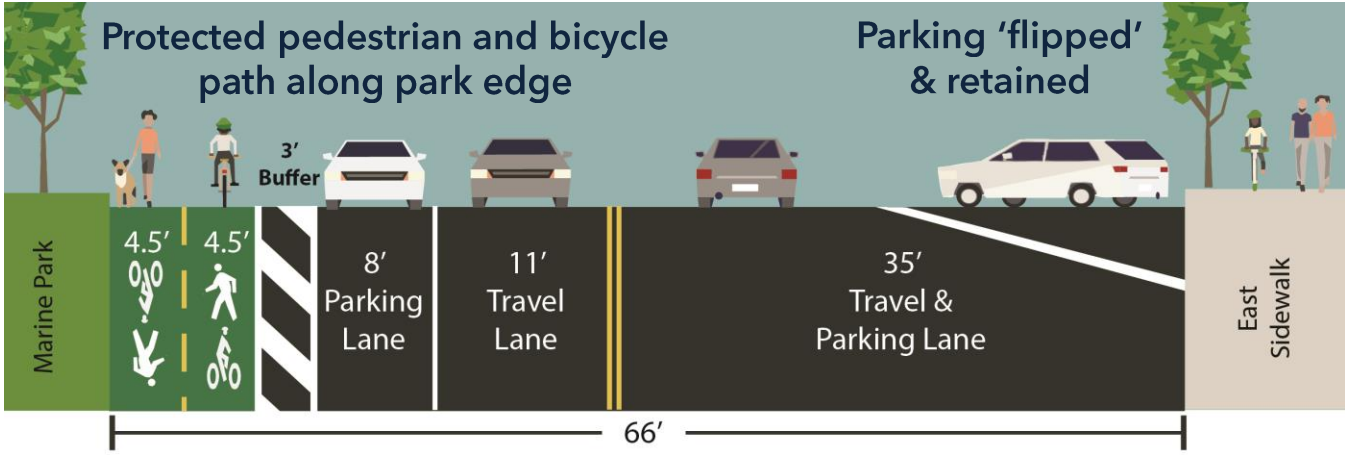 Protected pedestrian and bicycle
path along park edge
Parking ‘flipped’
& retained
3’
Buffer
Marine Park
4.5’
4.5’
8’
Parking
Lane
11’
Travel
Lane
35’
Travel &
Parking Lane
East
Sidewalk
66’